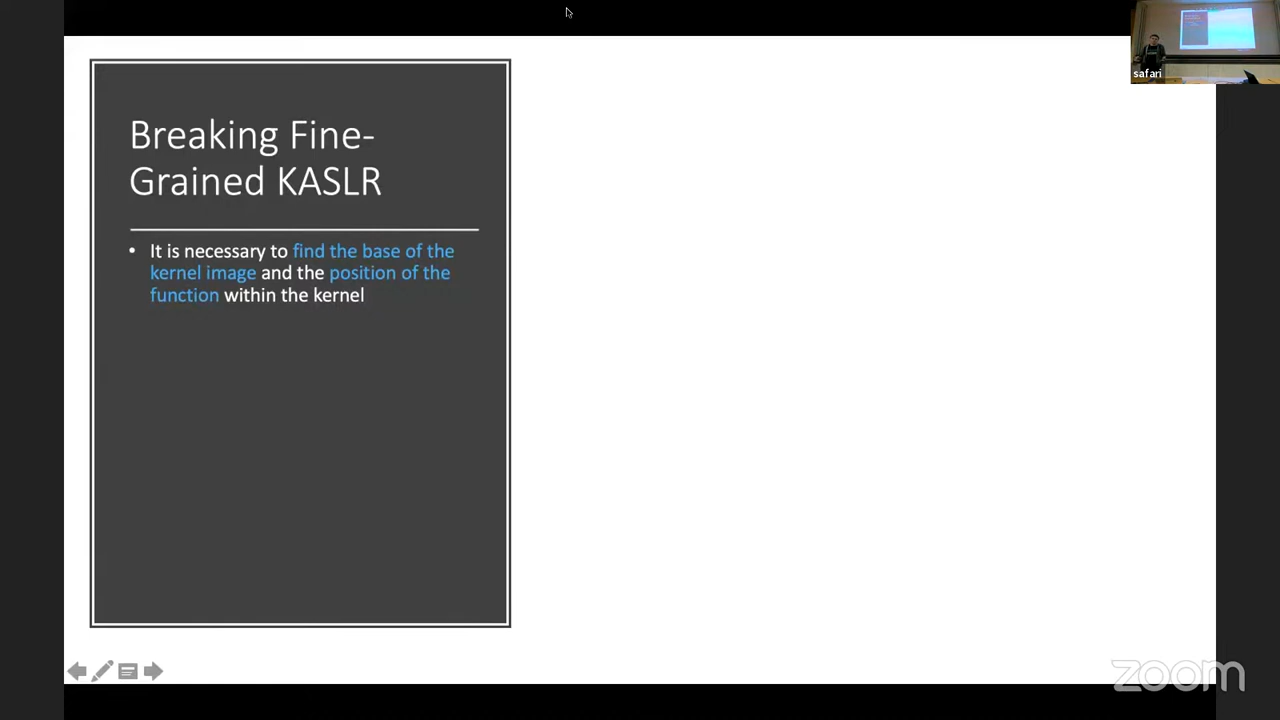 safari
Breaking Fine-
Grained KASLR
• It is necessary to find the base of the
kernel image and the position of the
function within the kernel
zoom